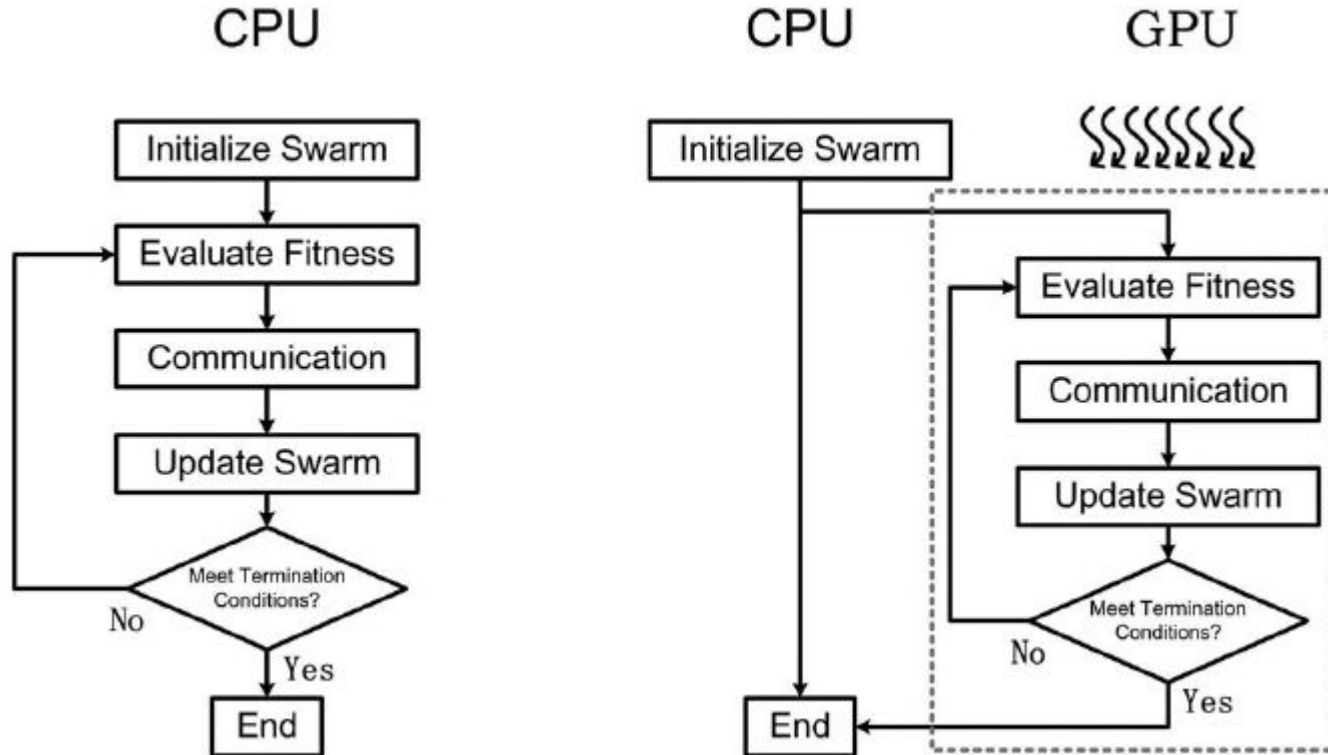 CPU
Initialize Swarm
Evaluate Fitness
Communication
Update Swarm
Meet Termination
Conditions?
No
Yes
End
CPU
GPU
Initialize Swarm
Evaluate Fitness
Communication
Update Swarm
Meet Termination
Conditions?
No
Yes
End